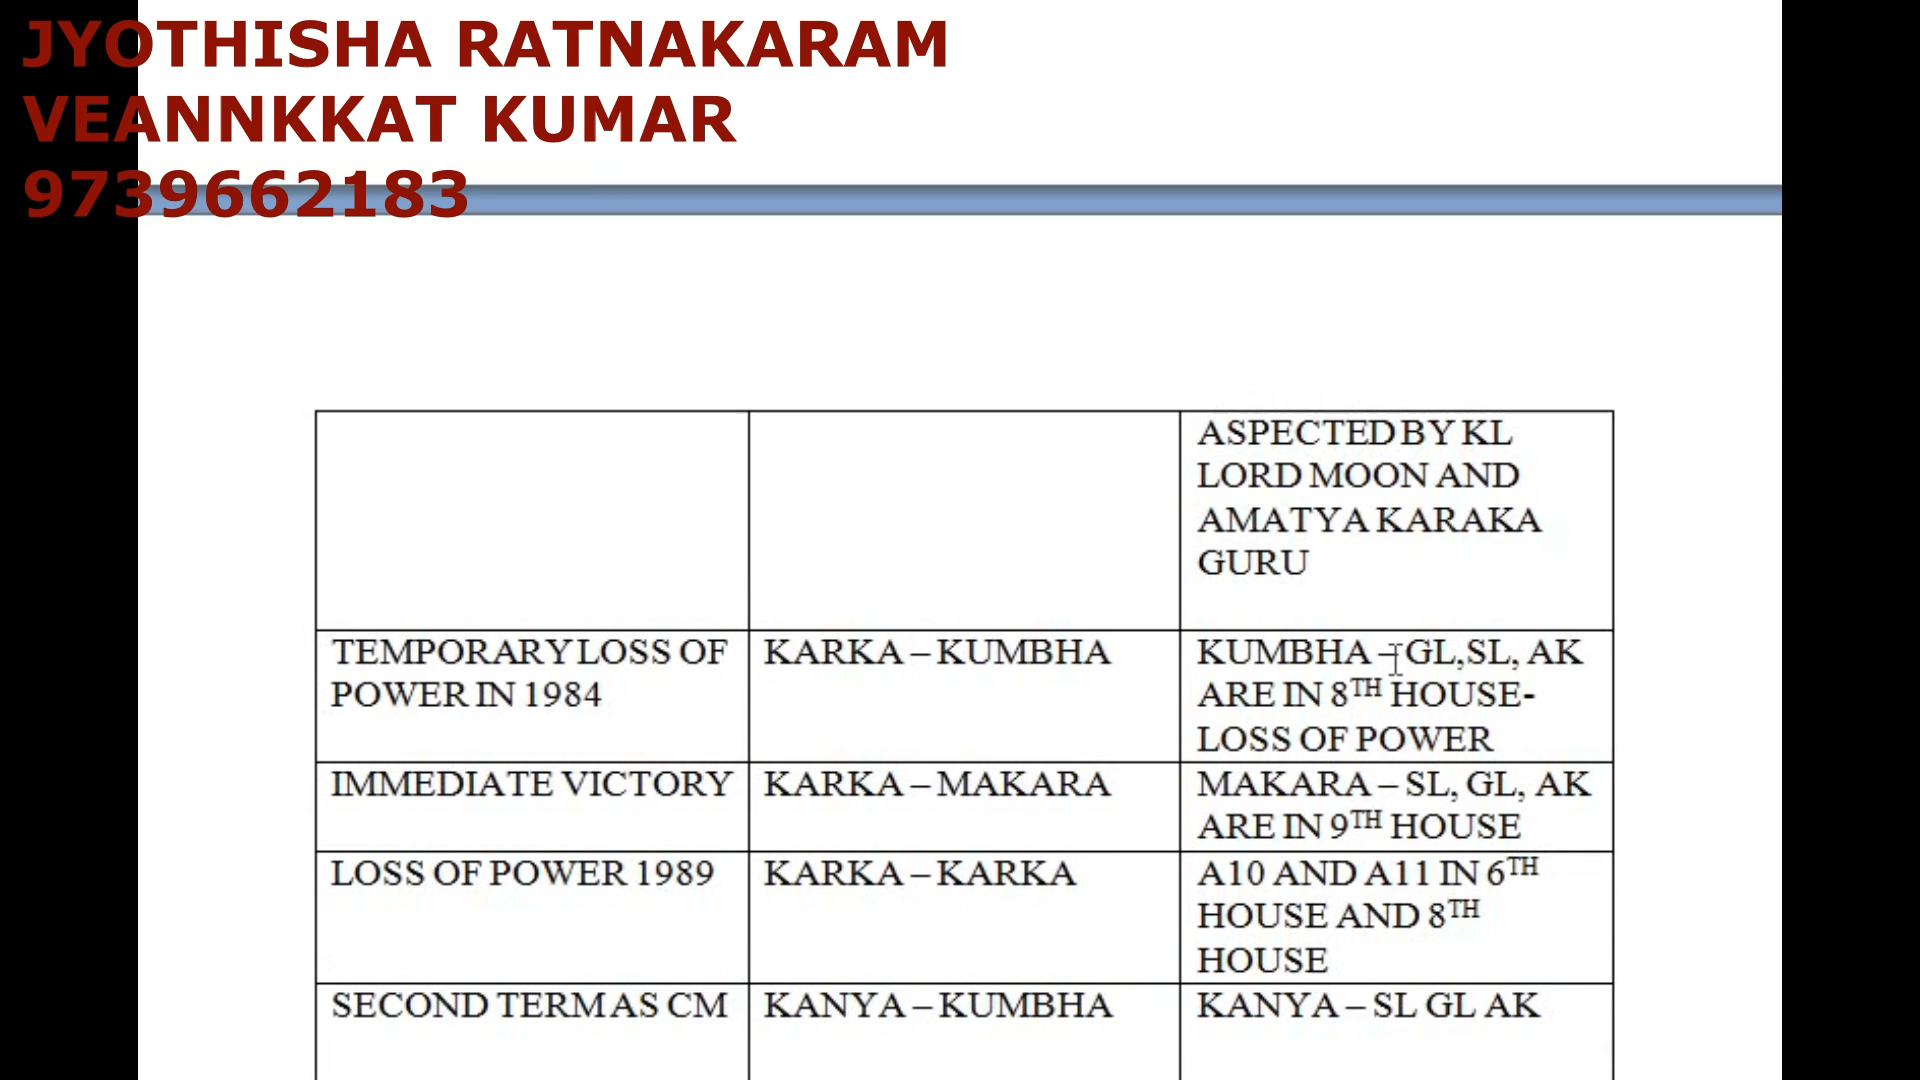 JYOTHISHA RATNAKARAM
VEANNKKAT KUMAR
9739662183
ASPECTED BY KL
LORD MOON AND
AMATYA KARAKA
GURU
TEMPORARY LOSS OF
POWER IN 1984
KARKA – KUMBHA
KUMBHA – GL,SL, AK
ARE IN 8TH HOUSE-
LOSS OF POWER
IMMEDIATE VICTORY
KARKA – MAKARA
MAKARA – SL, GL, AK
ARE IN 9TH HOUSE
LOSS OF POWER 1989
KARKA – KARKA
A10 AND A11 IN 6TH
HOUSE AND 8TH
HOUSE
SECOND TERM AS CM
KANYA – KUMBHA
KANYA – SL GL AK